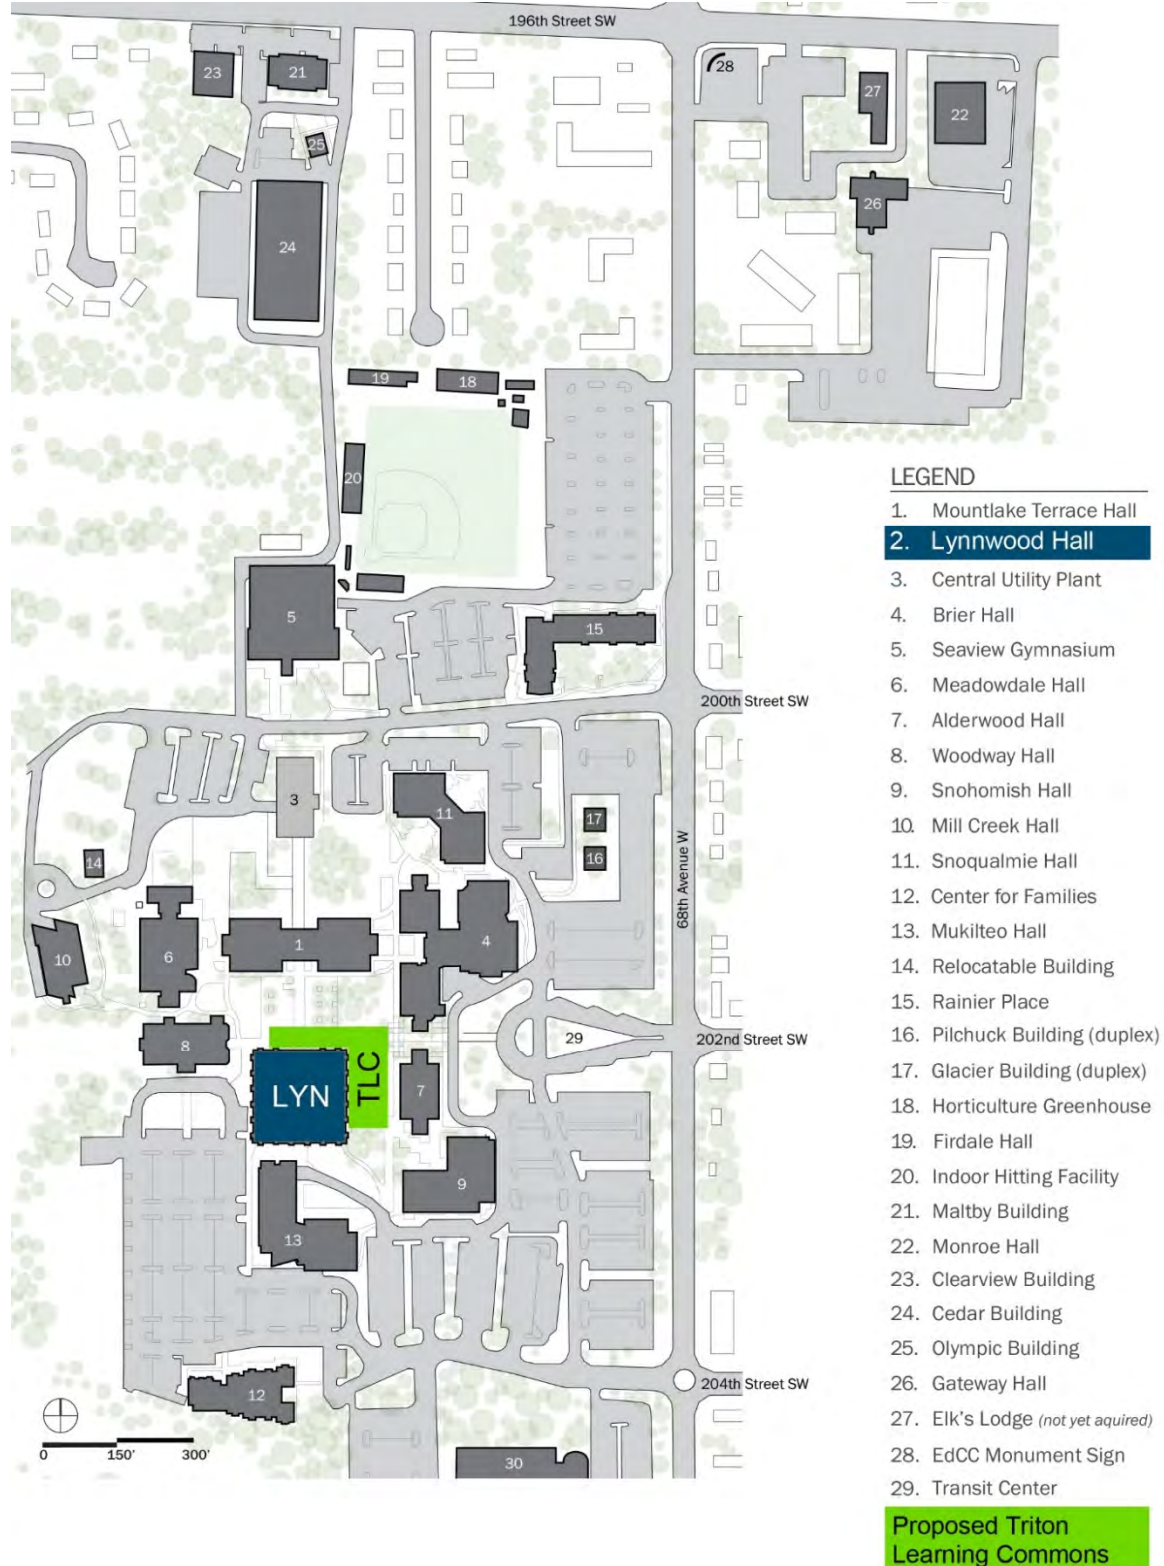 196th Street SW
23
21
28
27
22
25
26
24
19
18
20
5
15
200th Street SW
3
11
17
16
14
68th Avenue W
1
4
6
10
29
202nd Street SW
8
TLC
LYN
7
9
13
204th Street SW
12
0 150' 300'
30
LEGEND
1. Mountlake Terrace Hall
2. Lynnwood Hall
3. Central Utility Plant
4. Brier Hall
5. Seaview Gymnasium
6. Meadowdale Hall
7. Alderwood Hall
8. Woodway Hall
9. Snohomish Hall
10. Mill Creek Hall
11. Snoqualmie Hall
12. Center for Families
13. Mukilteo Hall
14. Relocatable Building
15. Rainier Place
16. Pilchuck Building (duplex)
17. Glacier Building (duplex)
18. Horticulture Greenhouse
19. Firdale Hall
20. Indoor Hitting Facility
21. Maltby Building
22. Monroe Hall
23. Clearview Building
24. Cedar Building
25. Olympic Building
26. Gateway Hall
27. Elk's Lodge (not yet aquired)
28. EdCC Monument Sign
29. Transit Center
Proposed Triton
Learning Commons